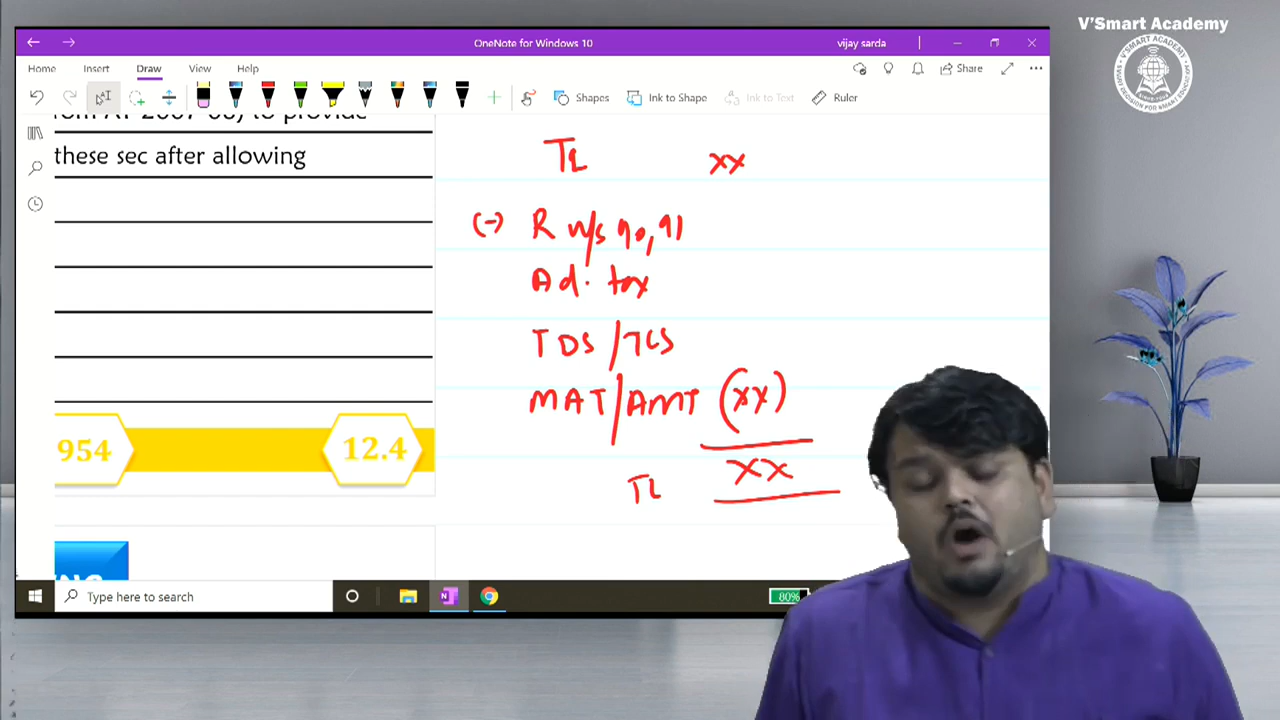 V'Smart Academy
OneNote for Windows 10
vijay sarda
Home Insert Draw View Help
Share
Shapes
Ink to Shape
Ink to Text
Ruler
to provide
these sec after allowing
TL xx
(-) R u/s 90, 91
Ad. tax
TDS/TCS
MAT/AMT (xx)
TL xx
954
12.4
Type here to search
80%